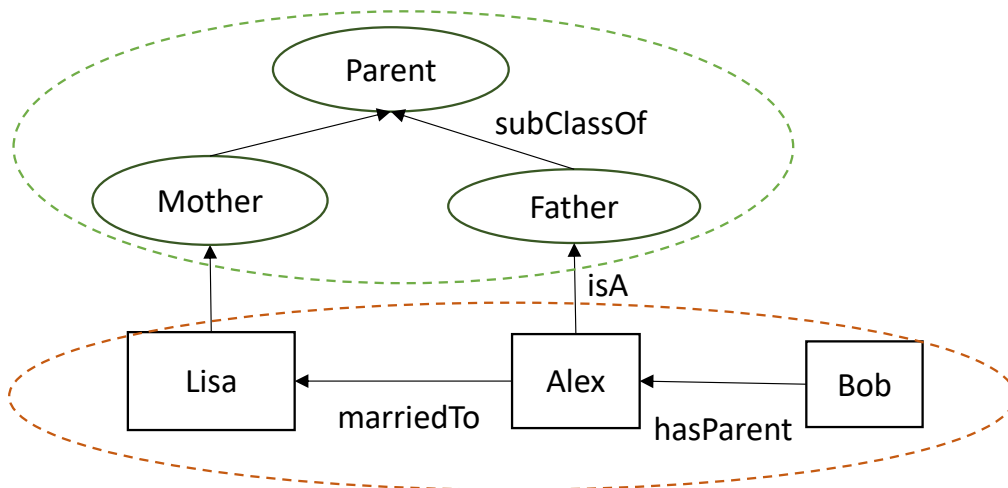 Parent
subClassOf
Mother
Father
isA
Lisa
Alex
Bob
marriedTo
hasParent